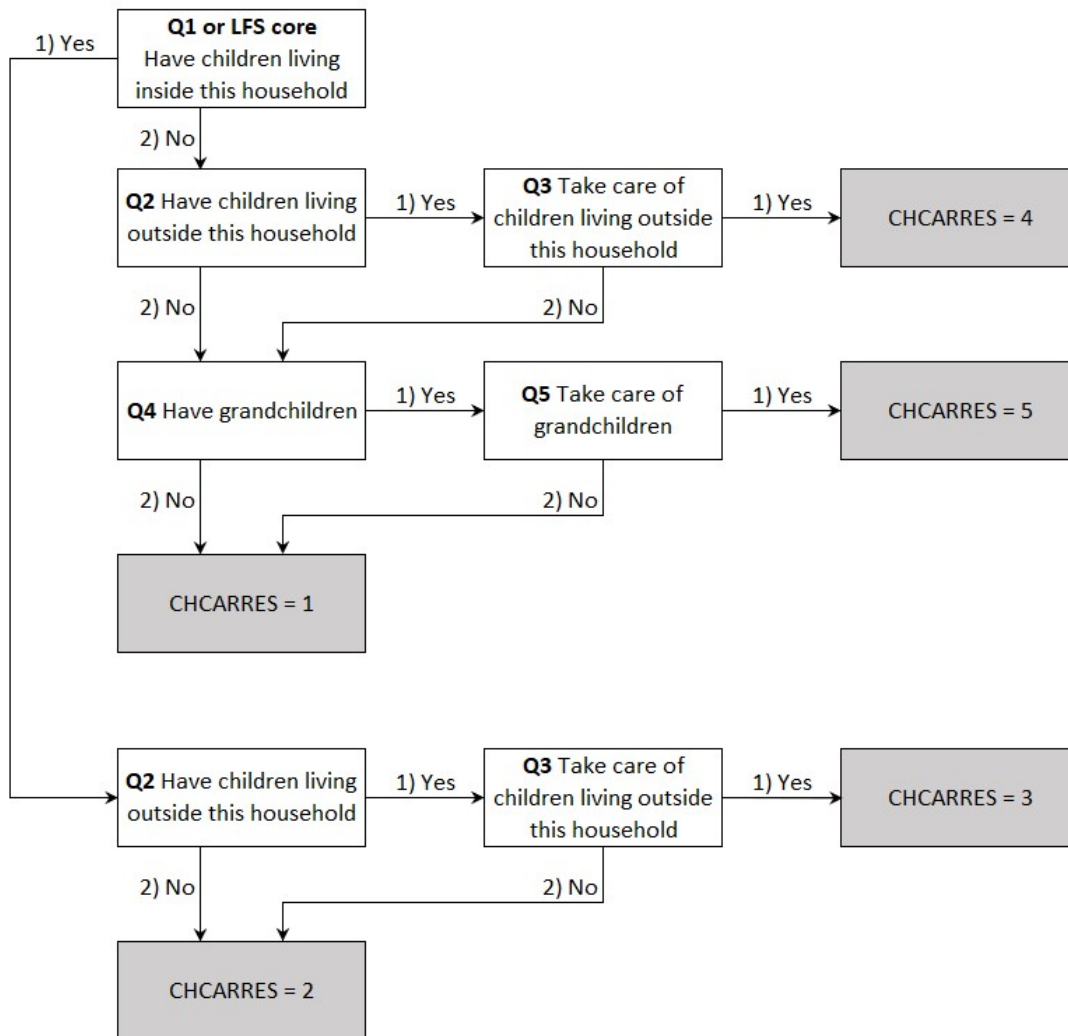 Q1 or LFS core
1) Yes
Have children living
inside this household
2) No
Q2 Have children living
outside this household
1) Yes
Q3 Take care of
children living outside
this household
1) Yes
CHCARRES = 4
2) No
2) No
Q4 Have grandchildren
1) Yes
Q5 Take care of
grandchildren
1) Yes
CHCARRES = 5
2) No
2) No
CHCARRES = 1
Q2 Have children living
outside this household
1) Yes
Q3 Take care of
children living outside
this household
1) Yes
CHCARRES = 3
2) No
2) No
CHCARRES = 2